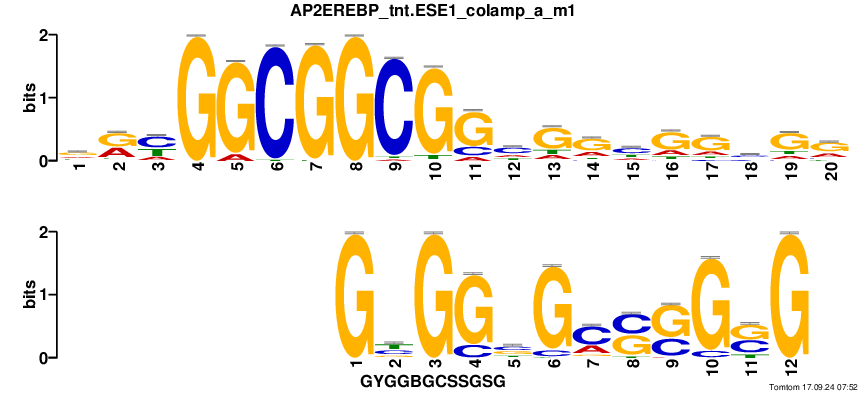 AP2EREBP_tnt.ESE1_colamp_a_m1
2
1
0
bits
1 2 3 4 5 6 7 8 9 10 11 12 13 14 15 16 17 18 19 20
2
1
0
bits
1 2 3 4 5 6 7 8 9 10 11 12
GYGGBGCSSGSG
Tomtom 17.09.24 07:52